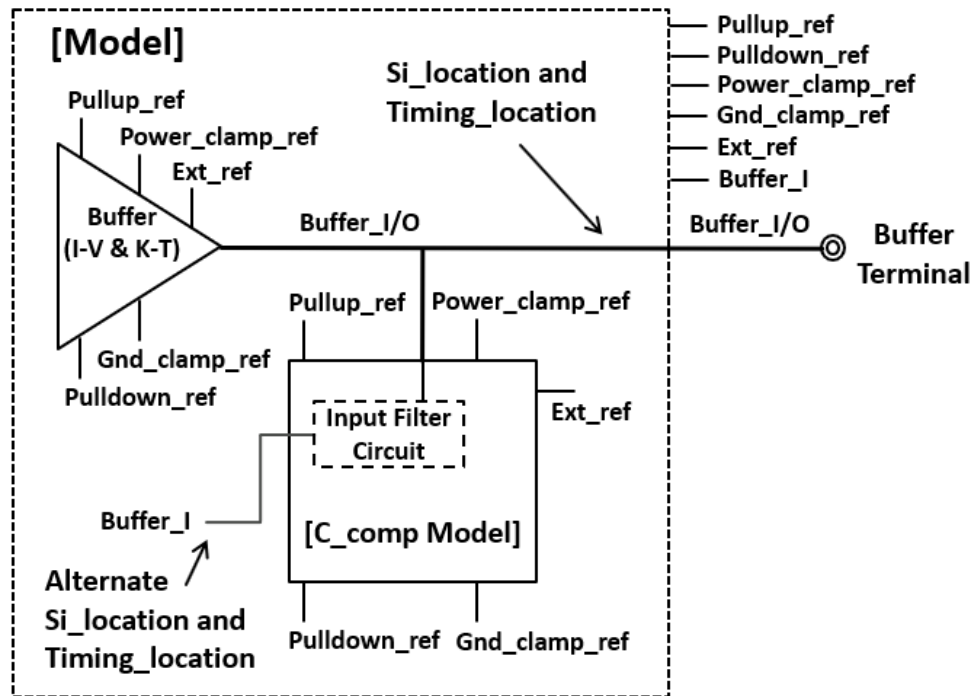 [Model]
Pullup_ref
Power_clamp_ref
Ext_ref
Buffer
(I-V & K-T)
Gnd_clamp_ref
Pulldown_ref
Si_location and
Timing_location
Buffer_I/O
Pullup_ref
Pulldown_ref
Power_clamp_ref
Gnd_clamp_ref
Ext_ref
Buffer_I
Buffer_I/O
Buffer
Terminal
Pullup_ref
Power_clamp_ref
Ext_ref
Input Filter
Circuit
[C_comp Model]
Buffer_I
Alternate
Si_location and
Timing_location
Pulldown_ref
Gnd_clamp_ref